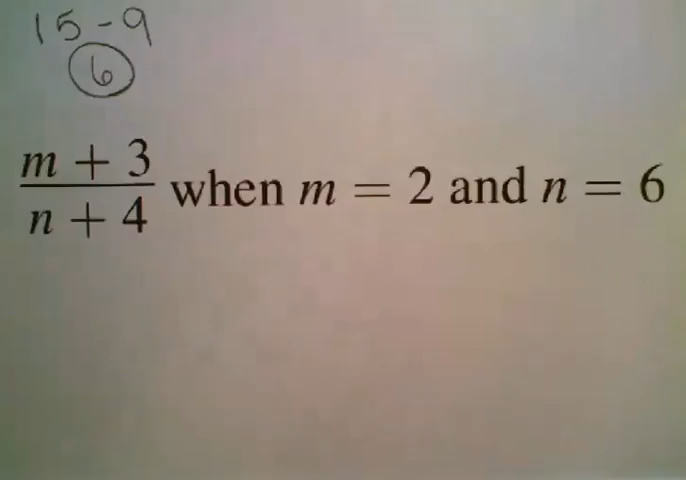 15 - 9
6
m + 3
n + 4 when m = 2 and n = 6